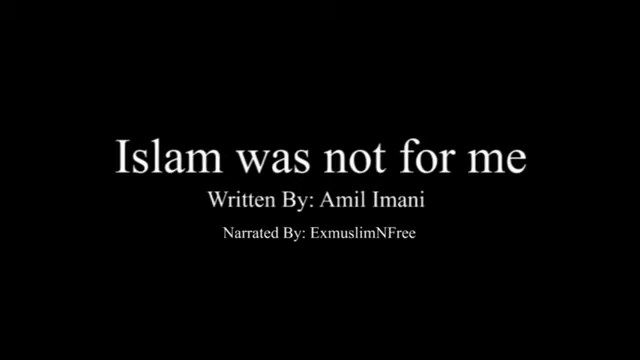 Islam was not for me
Written By: Amil Imani
Narrated By: ExmuslimNFree